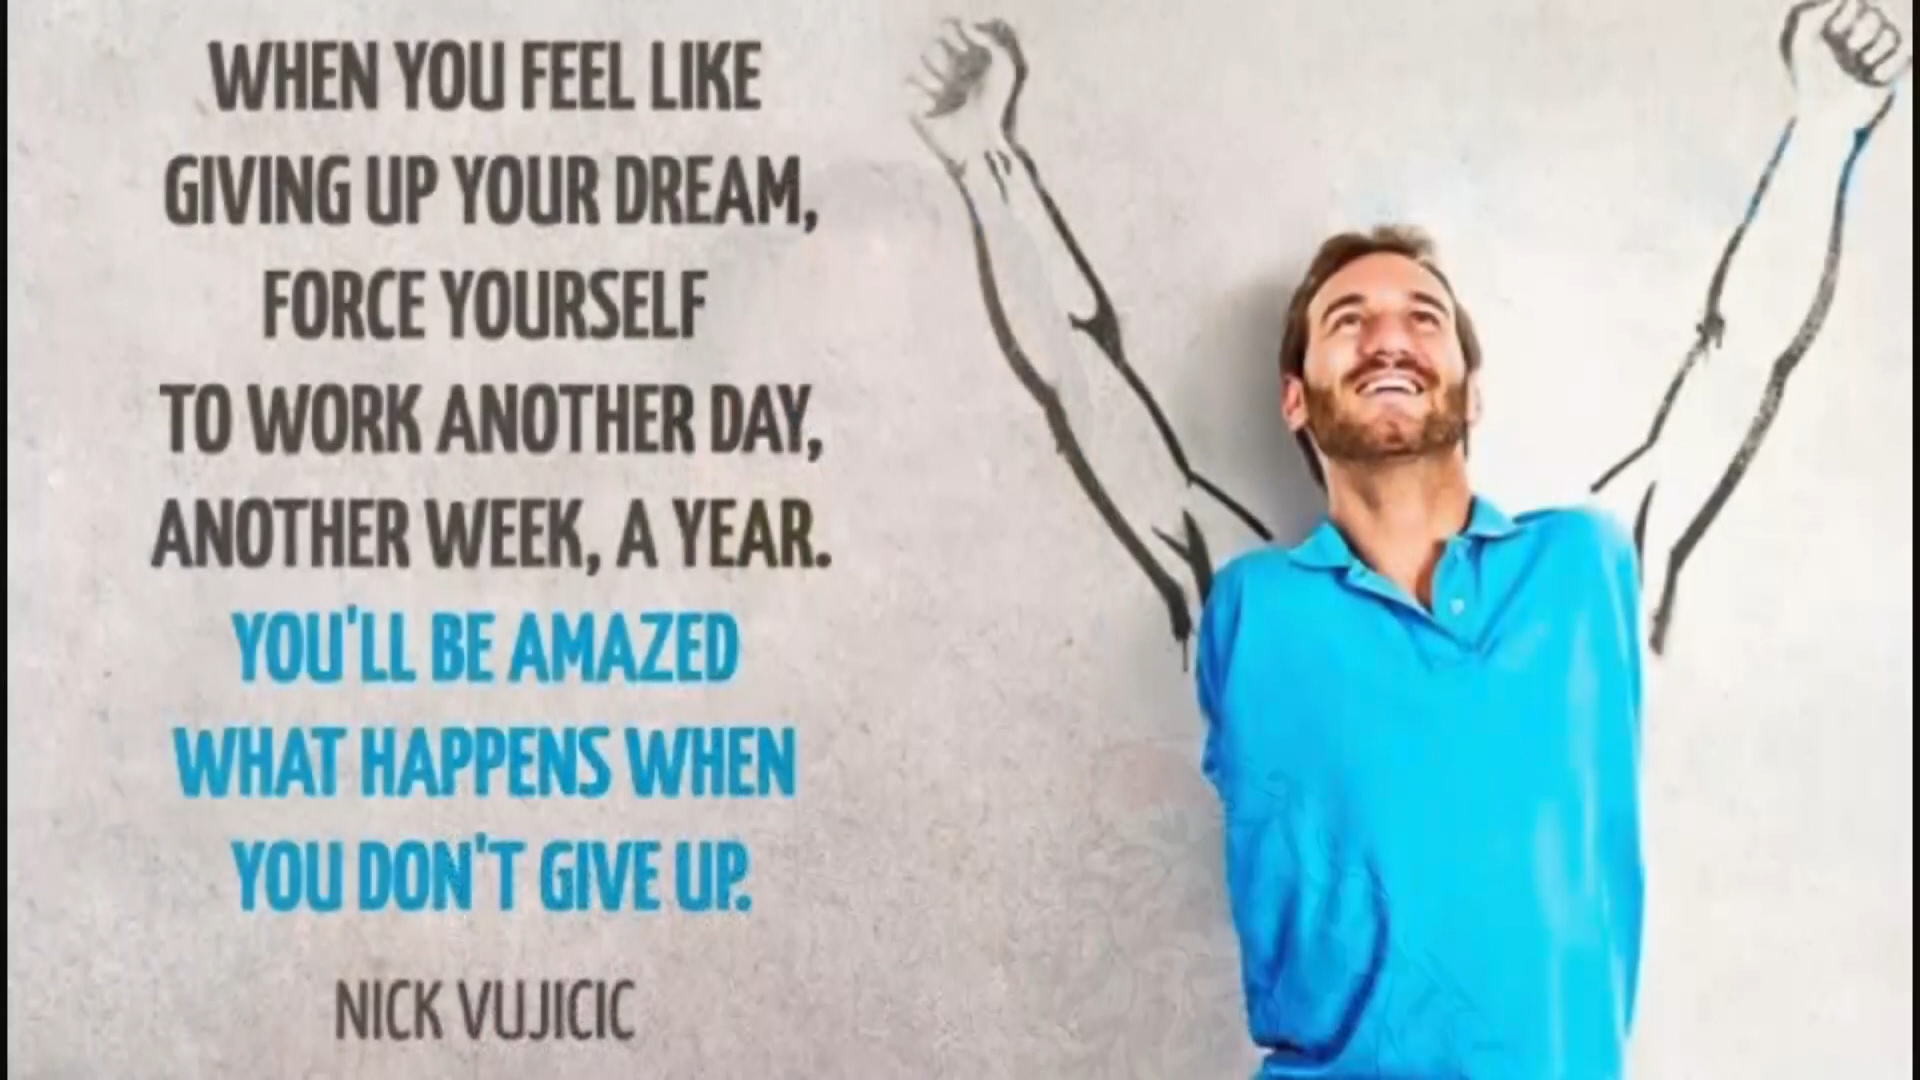 WHEN YOU FEEL LIKE
GIVING UP YOUR DREAM,
FORCE YOURSELF
TO WORK ANOTHER DAY,
ANOTHER WEEK, A YEAR.
YOU'LL BE AMAZED
WHAT HAPPENS WHEN
YOU DON'T GIVE UP.
NICK VUJICIC